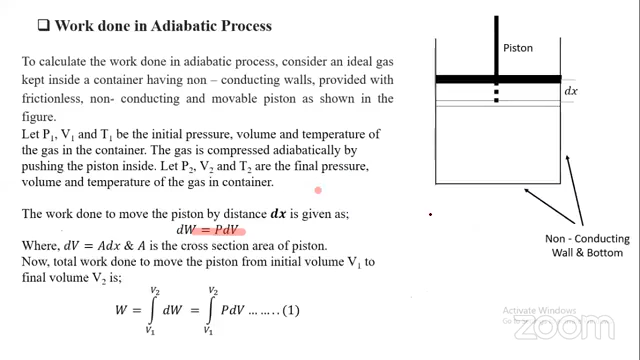 ❑ Work done in Adiabatic Process
To calculate the work done in adiabatic process, consider an ideal gas
kept inside a container having non – conducting walls, provided with
frictionless, non- conducting and movable piston as shown in the
figure.
Let P₁, V₁ and T₁ be the initial pressure, volume and temperature of
the gas in the container. The gas is compressed adiabatically by
pushing the piston inside. Let P₂, V₂ and T₂ are the final pressure,
volume and temperature of the gas in container.
The work done to move the piston by distance dx is given as;
dW = PdV
Where, dV = Adx & A is the cross section area of piston.
Now, total work done to move the piston from initial volume V₁ to
final volume V₂ is;
W = ∫_{V₁}^{V₂} dW = ∫_{V₁}^{V₂} PdV … … . . (1)
Piston
dx
Non - Conducting
Wall & Bottom
Activate Windows
Go to
zoom